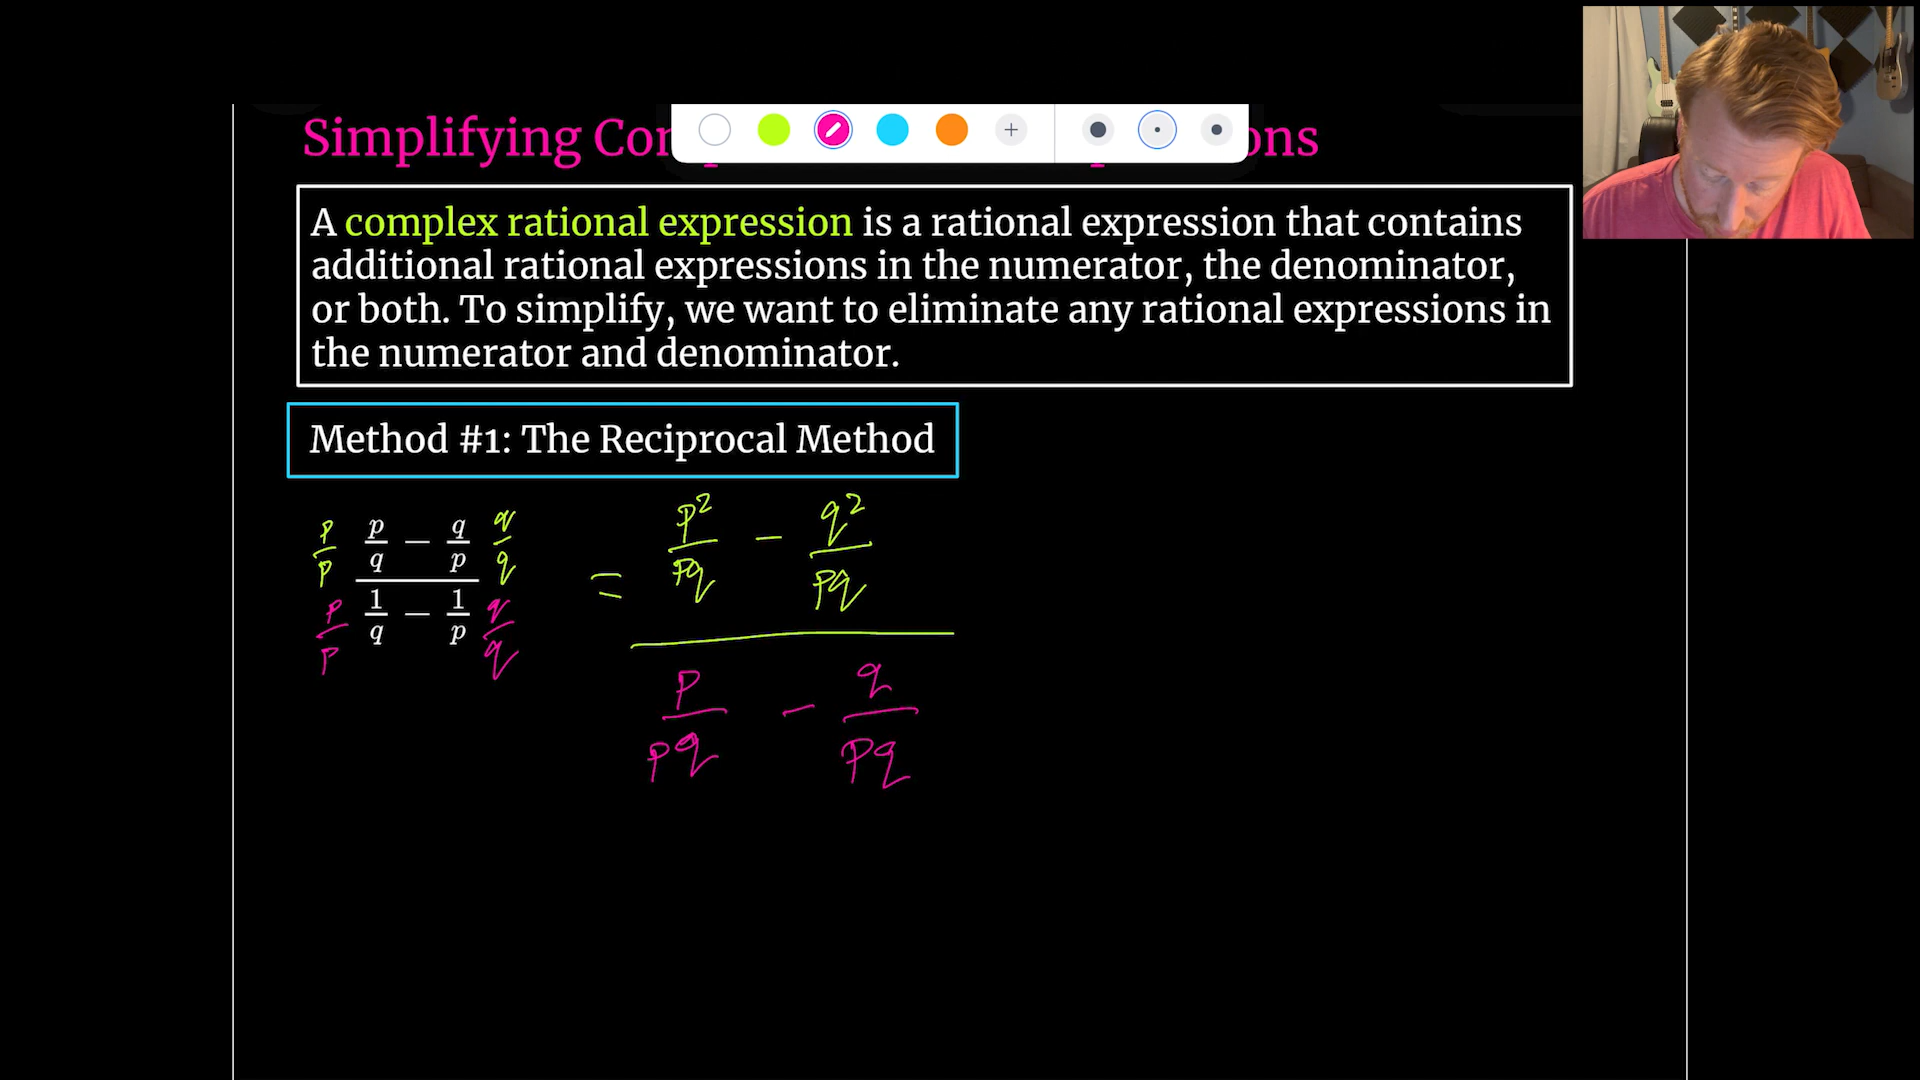 Simplifying Com ons
A complex rational expression is a rational expression that contains
additional rational expressions in the numerator, the denominator,
or both. To simplify, we want to eliminate any rational expressions in
the numerator and denominator.
Method #1: The Reciprocal Method
p/p p/q − q/p q/q = p²/pq − q²/pq
p/p 1/q − 1/p q/q p/pq − q/pq